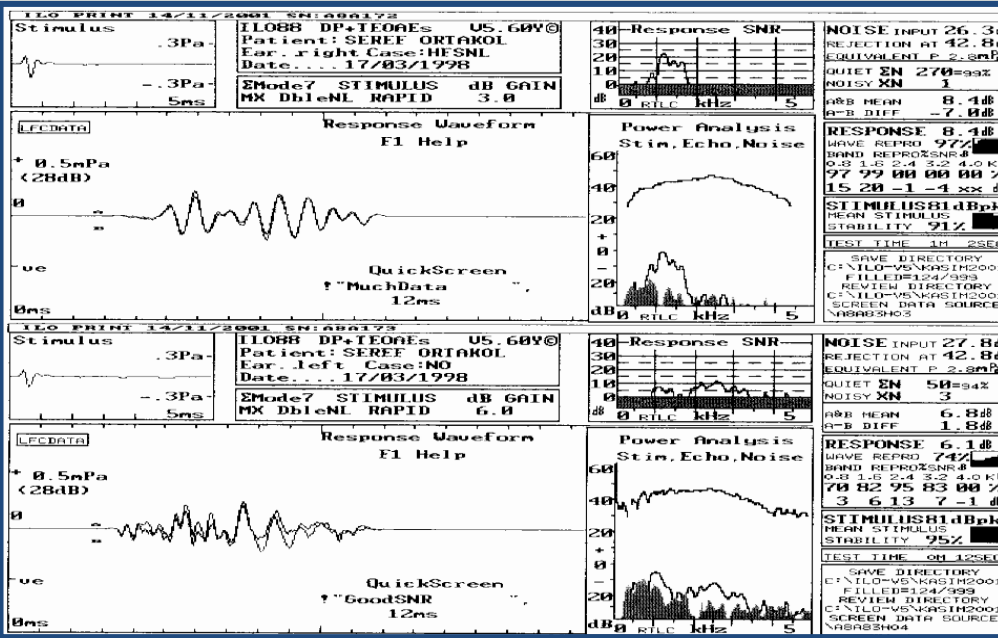 ILO PRINT 14/11/2001 SN:A8A172
Stimulus
.3Pa-
-.3Pa-
5ms
ILO88 DP+TEOAEs V5.60Y©
Patient: SEREF ORTAKOL
Ear. right Case:HFSNL
Date.... 17/03/1998
ΣMode7 STIMULUS dB GAIN
MX DbleNL RAPID 3.0
40 Response SNR
30
20
10
0
dB 0 RTLC kHz 5
NOISE INPUT 26.3d
REJECTION AT 42.8d
EQUIVALENT P 2.8mP
QUIET ΣN 270=99%
NOISY XN 1
A&B MEAN 8.4dB
A-B DIFF -7.0dB
RESPONSE 8.4dB
WAVE REPRO 97%
BAND REPRO%SNRdB
0.8 1.6 2.4 3.2 4.0 K
97 99 00 00 00 %
15 20 -1 -4 xx d
STIMULUS81dBpk
MEAN STIMULUS
STABILITY 91%
TEST TIME 1M 2SEC
SAVE DIRECTORY
C:\ILO-V5\KASIM200
FILLED=124/999
REVIEW DIRECTORY
C:\ILO-V5\KASIM200
SCREEN DATA SOURCE
\A8A83H03
LFCDATA
Response Waveform
F1 Help
+ 0.5mPa
(28dB)
0
A
B
-ve
QuickScreen
!"MuchData ",
12ms
0ms
Power Analysis
Stim,Echo,Noise
60
40
20
+
0
-
20
dB 0 RTLC kHz 5
ILO PRINT 14/11/2001 SN:A8A173
Stimulus
.3Pa-
-.3Pa-
5ms
ILO88 DP+TEOAEs V5.60Y©
Patient: SEREF ORTAKOL
Ear. left Case:NO
Date.... 17/03/1998
ΣMode7 STIMULUS dB GAIN
MX DbleNL RAPID 6.0
40 Response SNR
30
20
10
0
dB 0 RTLC kHz 5
NOISE INPUT 27.8d
REJECTION AT 42.8d
EQUIVALENT P 2.8mP
QUIET ΣN 50=94%
NOISY XN 3
A&B MEAN 6.8dB
A-B DIFF 1.8dB
RESPONSE 6.1dB
WAVE REPRO 74%
BAND REPRO%SNRdB
0.8 1.6 2.4 3.2 4.0 K
70 82 95 83 00 %
3 6 13 7 -1 d
STIMULUS81dBpk
MEAN STIMULUS
STABILITY 95%
TEST TIME 0M 12SEC
SAVE DIRECTORY
C:\ILO-V5\KASIM200
FILLED=124/999
REVIEW DIRECTORY
C:\ILO-V5\KASIM200
SCREEN DATA SOURCE
\A8A83H04
LFCDATA
Response Waveform
F1 Help
+ 0.5mPa
(28dB)
0
-ve
QuickScreen
!"GoodSNR ",
12ms
0ms
Power Analysis
Stim,Echo,Noise
60
40
20
+
0
-
20
dB 0 RTLC kHz 5